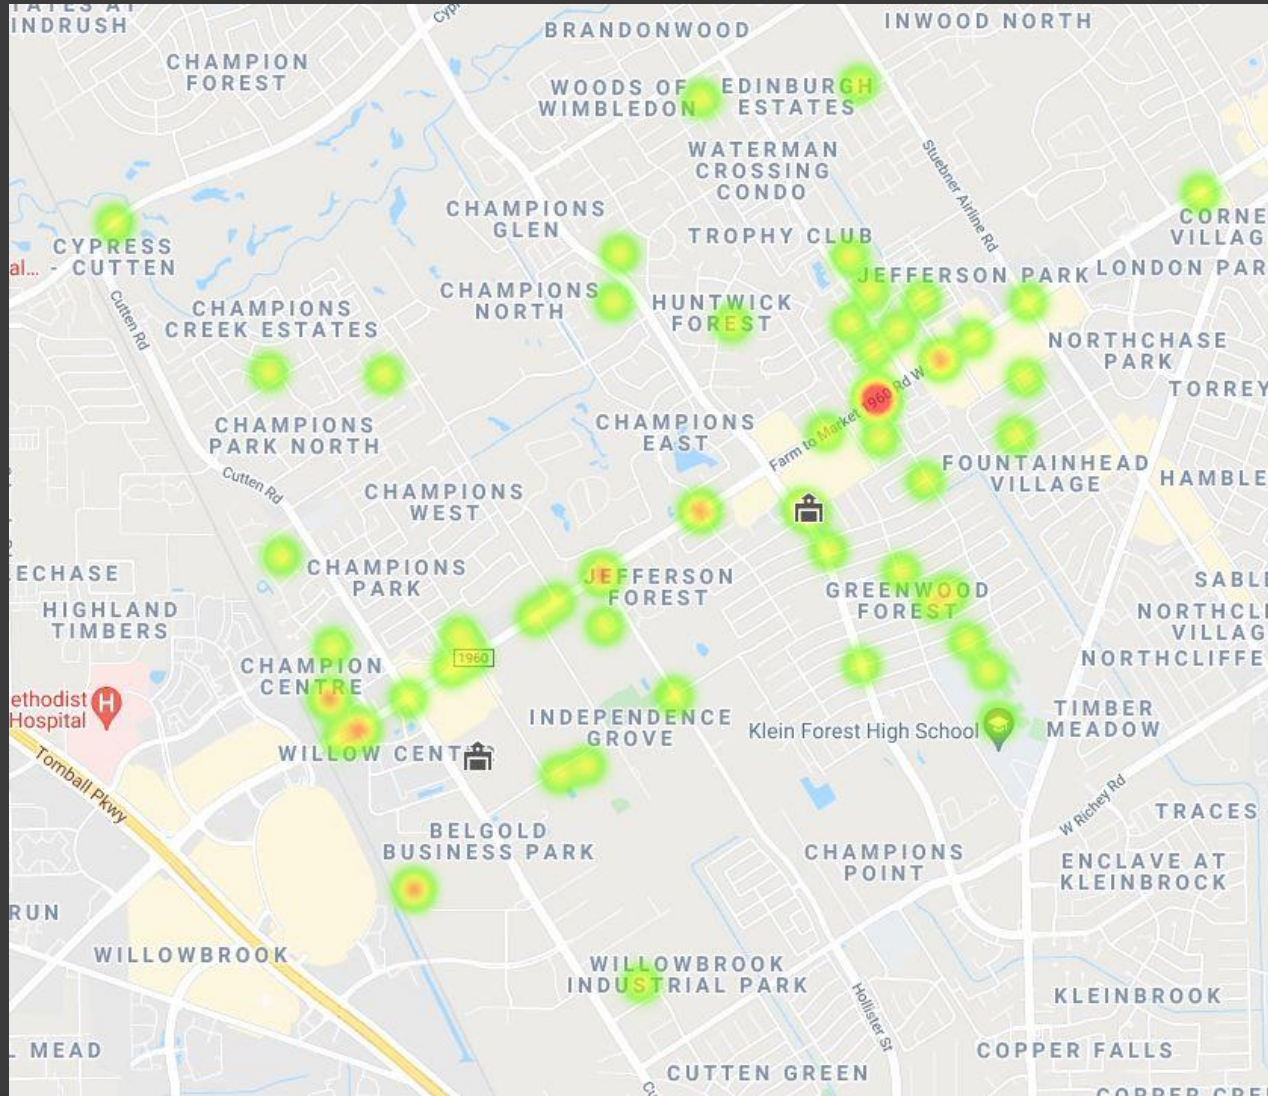 INDRUSH
BRANDONWOOD
INWOOD NORTH
CHAMPION
FOREST
WOODS OF
WIMBLEDON
EDINBURGH
ESTATES
WATERMAN
CROSSING
CONDO
Stuebner Airline Rd
CHAMPIONS
GLEN
TROPHY CLUB
CORNE
VILLAG
CYPRESS
- CUTTEN
al...
JEFFERSON PARK
LONDON PAR
Cutten Rd
CHAMPIONS
CREEK ESTATES
CHAMPIONS
NORTH
HUNTWICK
FOREST
NORTHCHASE
PARK
TORREY
CHAMPIONS
PARK NORTH
CHAMPIONS
EAST
Farm to Market 1960 Rd W
FOUNTAINHEAD
VILLAGE
HAMBLE
Cutten Rd
CHAMPIONS
WEST
CHAMPIONS
PARK
JEFFERSON
FOREST
GREENWOOD
FOREST
ECHASE
SABLE
HIGHLAND
TIMBERS
NORTHCLI
VILLAG
NORTHCLIFFE
1960
CHAMPION
CENTRE
ethodist
Hospital
H
INDEPENDENCE
GROVE
Klein Forest High School
TIMBER
MEADOW
WILLOW CENT
Tomball Pkwy
W Richey Rd
TRACES
BELGOLD
BUSINESS PARK
CHAMPIONS
POINT
ENCLAVE AT
KLEINBROCK
RUN
WILLOWBROOK
WILLOWBROOK
INDUSTRIAL PARK
KLEINBROOK
Hollister St
MEAD
COPPER FALLS
CUTTEN GREEN